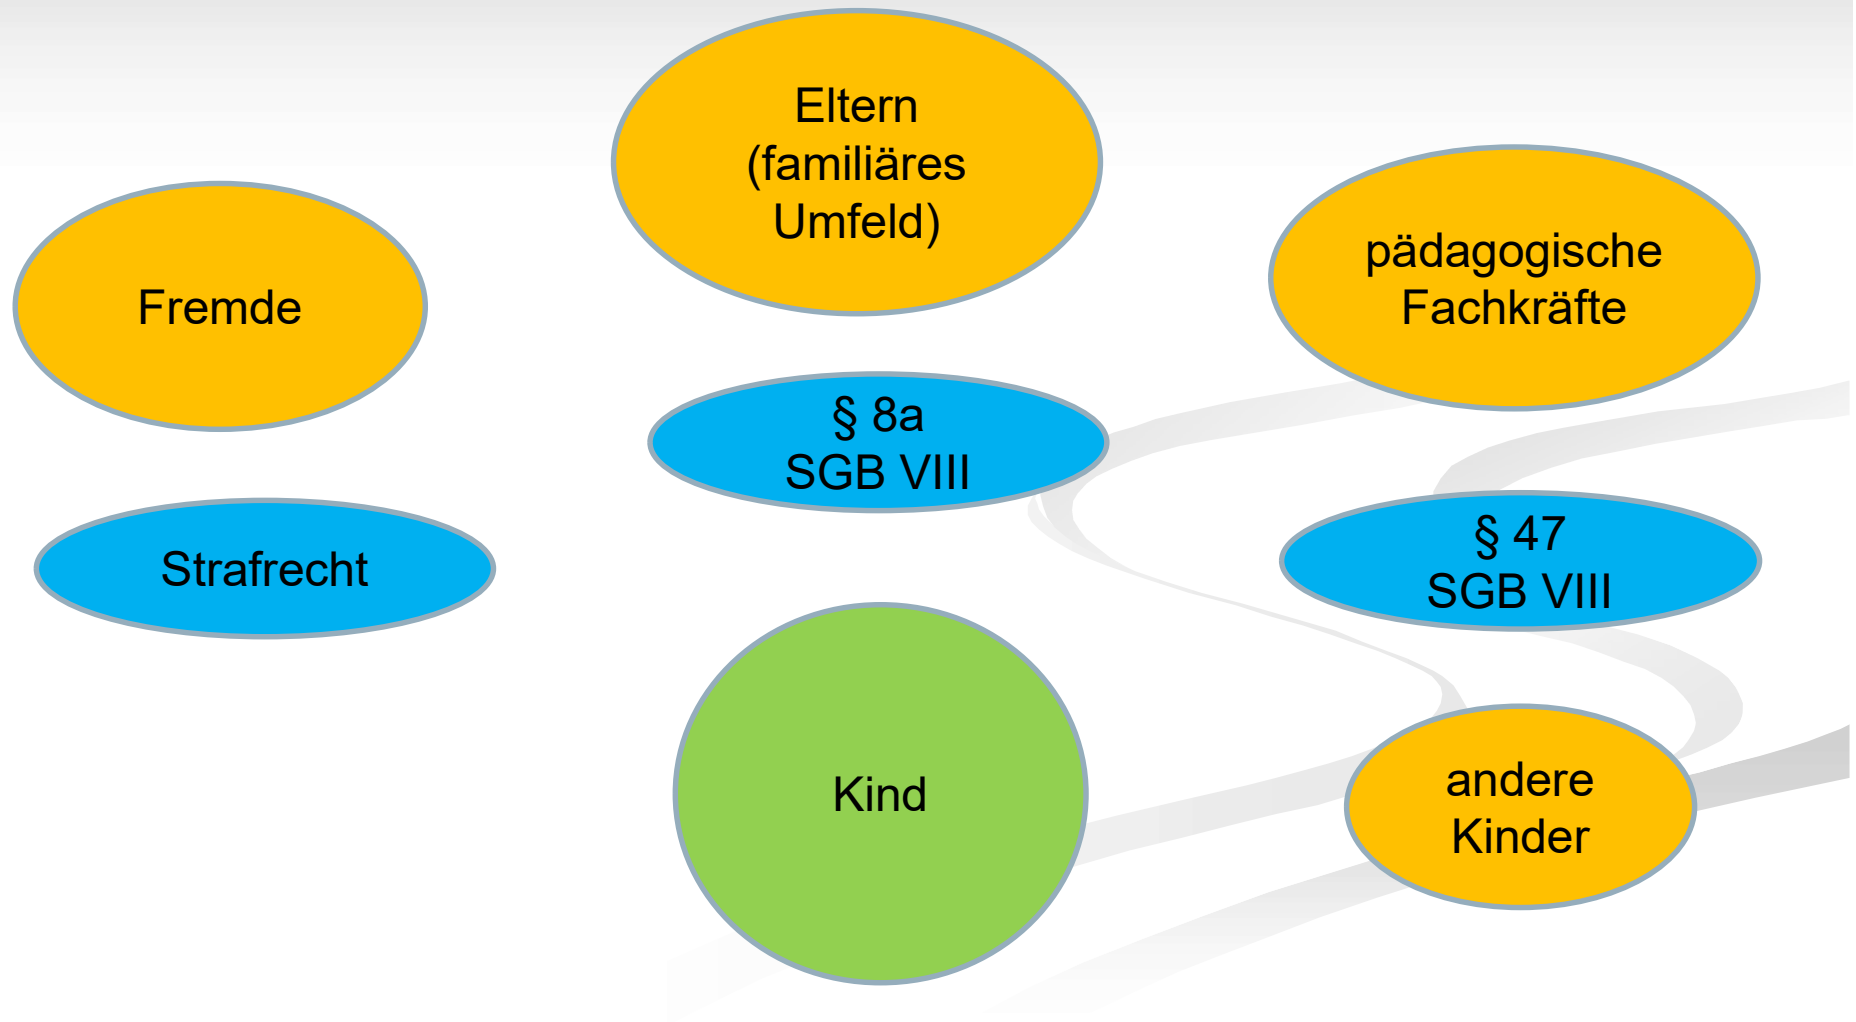 Eltern
(familiäres
Umfeld)
Fremde
pädagogische
Fachkräfte
§ 8a
SGB VIII
Strafrecht
§ 47
SGB VIII
Kind
andere
Kinder